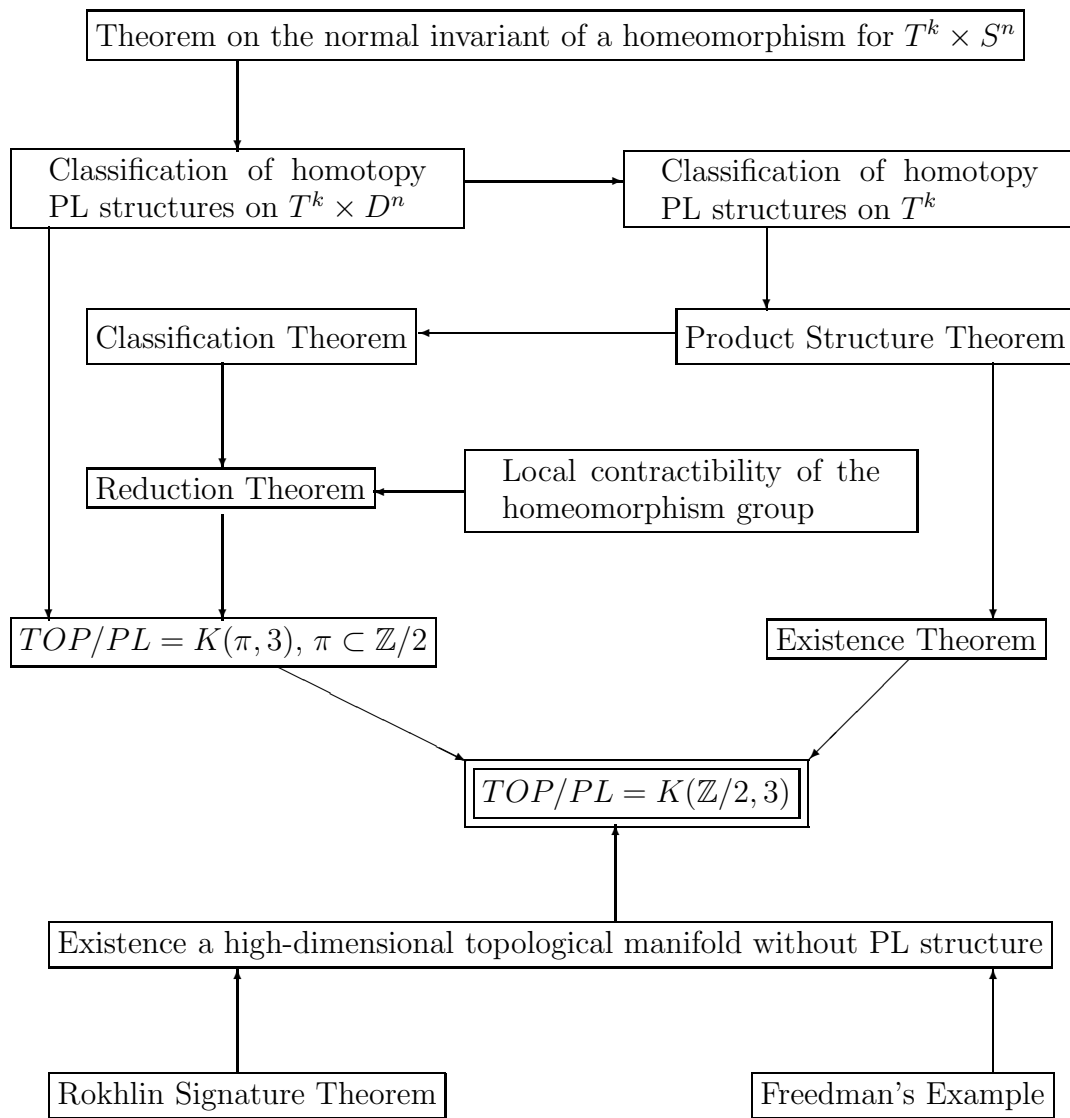 Theorem on the normal invariant of a homeomorphism for $T^k \times S^n$
Classification of homotopy
PL structures on $T^k \times D^n$
Classification of homotopy
PL structures on $T^k$
Classification Theorem
Product Structure Theorem
Reduction Theorem
Local contractibility of the
homeomorphism group
$TOP/PL = K(\pi, 3)$, $\pi \subset \mathbb{Z}/2$
Existence Theorem
$TOP/PL = K(\mathbb{Z}/2, 3)$
Existence a high-dimensional topological manifold without PL structure
Rokhlin Signature Theorem
Freedman's Example